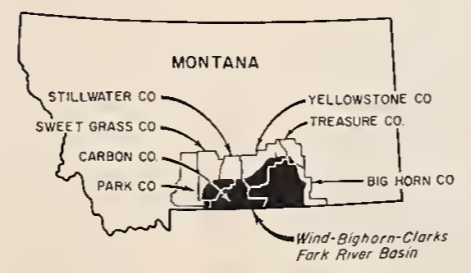 MONTANA
STILLWATER CO
SWEET GRASS CO
CARBON CO.
PARK CO
YELLOWSTONE CO
TREASURE CO.
BIG HORN CO
Wind-Bighorn-Clarks
Fork River Basin